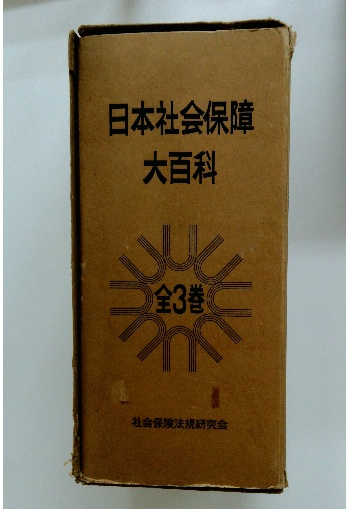 日本社会保障
大百科
全3巻
社会保険法規研究会